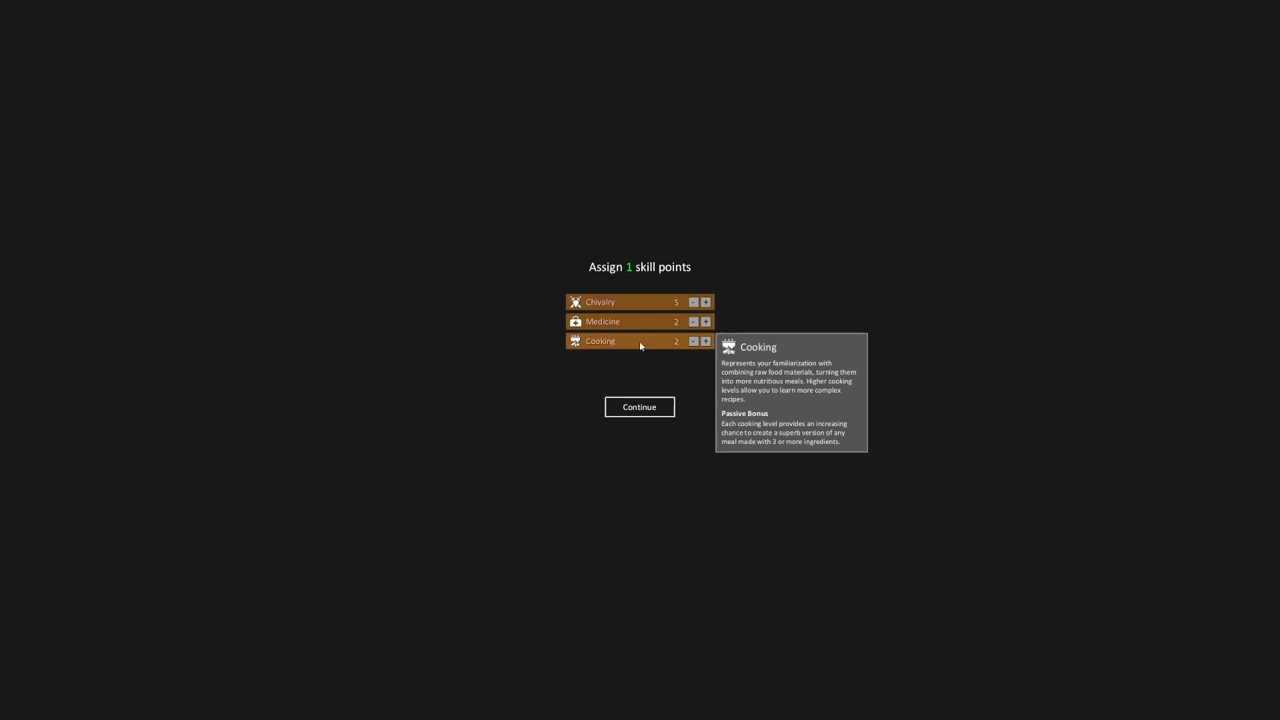 Assign 1 skill points
Chivalry 5 - +
Medicine 2 - +
Cooking 2 - +
Cooking
Represents your familiarization with
combining raw food materials, turning them
into more nutritious meals. Higher cooking
levels allow you to learn more complex
recipes.
Passive Bonus
Each cooking level provides an increasing
chance to create a superb version of any
meal made with 3 or more ingredients.
Continue